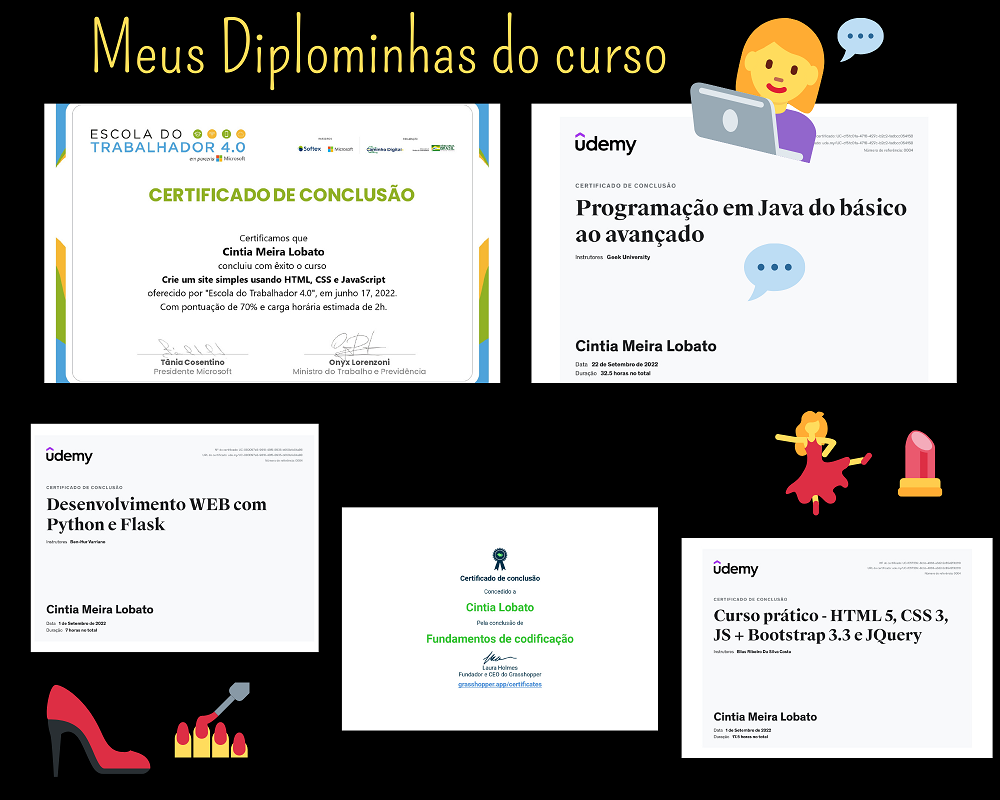 Meus Diplominhas do curso
ESCOLA DO
TRABALHADOR 4.0
em parceria Microsoft
Softex Microsoft
Caminho Digital
BRASIL
CERTIFICADO DE CONCLUSÃO
Certificamos que
Cintia Meira Lobato
concluiu com êxito o curso
Crie um site simples usando HTML, CSS e JavaScript
oferecido por "Escola do Trabalhador 4.0", em junho 17, 2022.
Com pontuação de 70% e carga horária estimada de 2h.
Tânia Cosentino
Presidente Microsoft
Onyx Lorenzoni
Ministro do Trabalho e Previdência
ûdemy
Número de referência: 0004
CERTIFICADO DE CONCLUSÃO
Programação em Java do básico
ao avançado
Instrutores Geek University
Cintia Meira Lobato
Data 22 de Setembro de 2022
Duração 32.5 horas no total
ûdemy
CERTIFICADO DE CONCLUSÃO
Desenvolvimento WEB com
Python e Flask
Instrutores Ben-Hur Varriano
Cintia Meira Lobato
Data 1 de Setembro de 2022
Duração 7 horas no total
Certificado de conclusão
Concedido a
Cintia Lobato
Pela conclusão de
Fundamentos de codificação
Laura Holmes
Fundador e CEO do Grasshopper
grasshopper.app/certificates
ûdemy
CERTIFICADO DE CONCLUSÃO
Curso prático - HTML 5, CSS 3,
JS + Bootstrap 3.3 e JQuery
Instrutores Elias Ribeiro Da Silva Costa
Cintia Meira Lobato
Data 1 de Setembro de 2022
Duração 17.5 horas no total